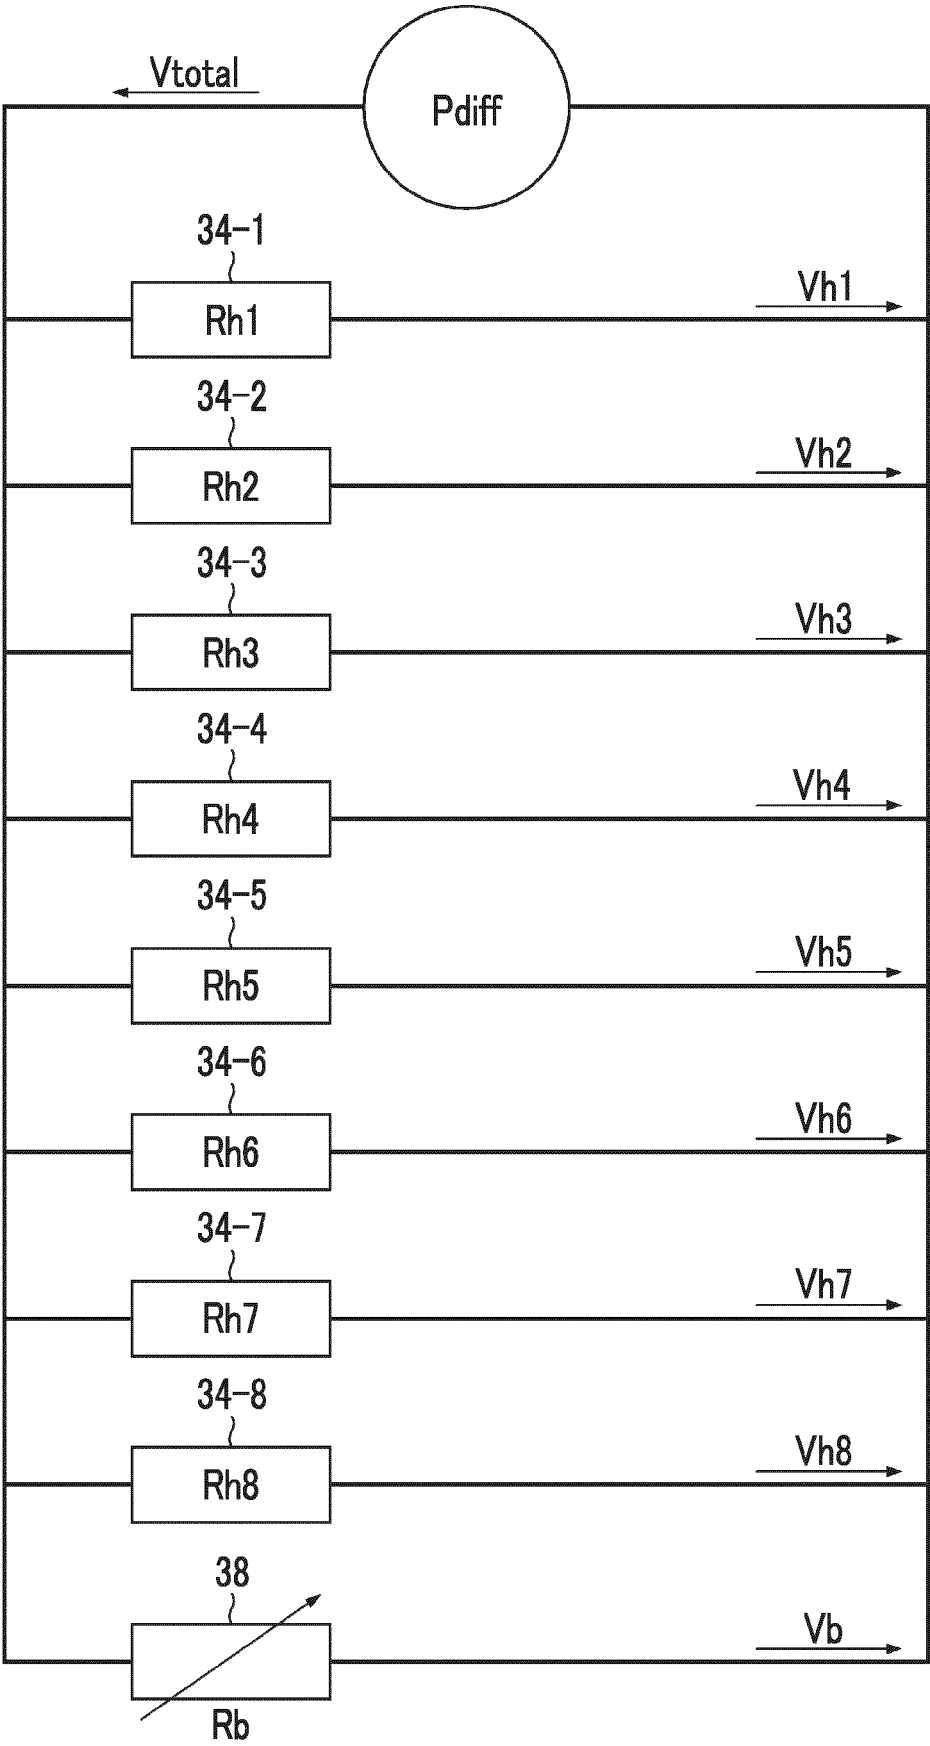 Vtotal
Pdiff
34-1
Rh1
Vh1
34-2
Rh2
Vh2
34-3
Rh3
Vh3
34-4
Rh4
Vh4
34-5
Rh5
Vh5
34-6
Rh6
Vh6
34-7
Rh7
Vh7
34-8
Rh8
Vh8
38
Vb
Rb